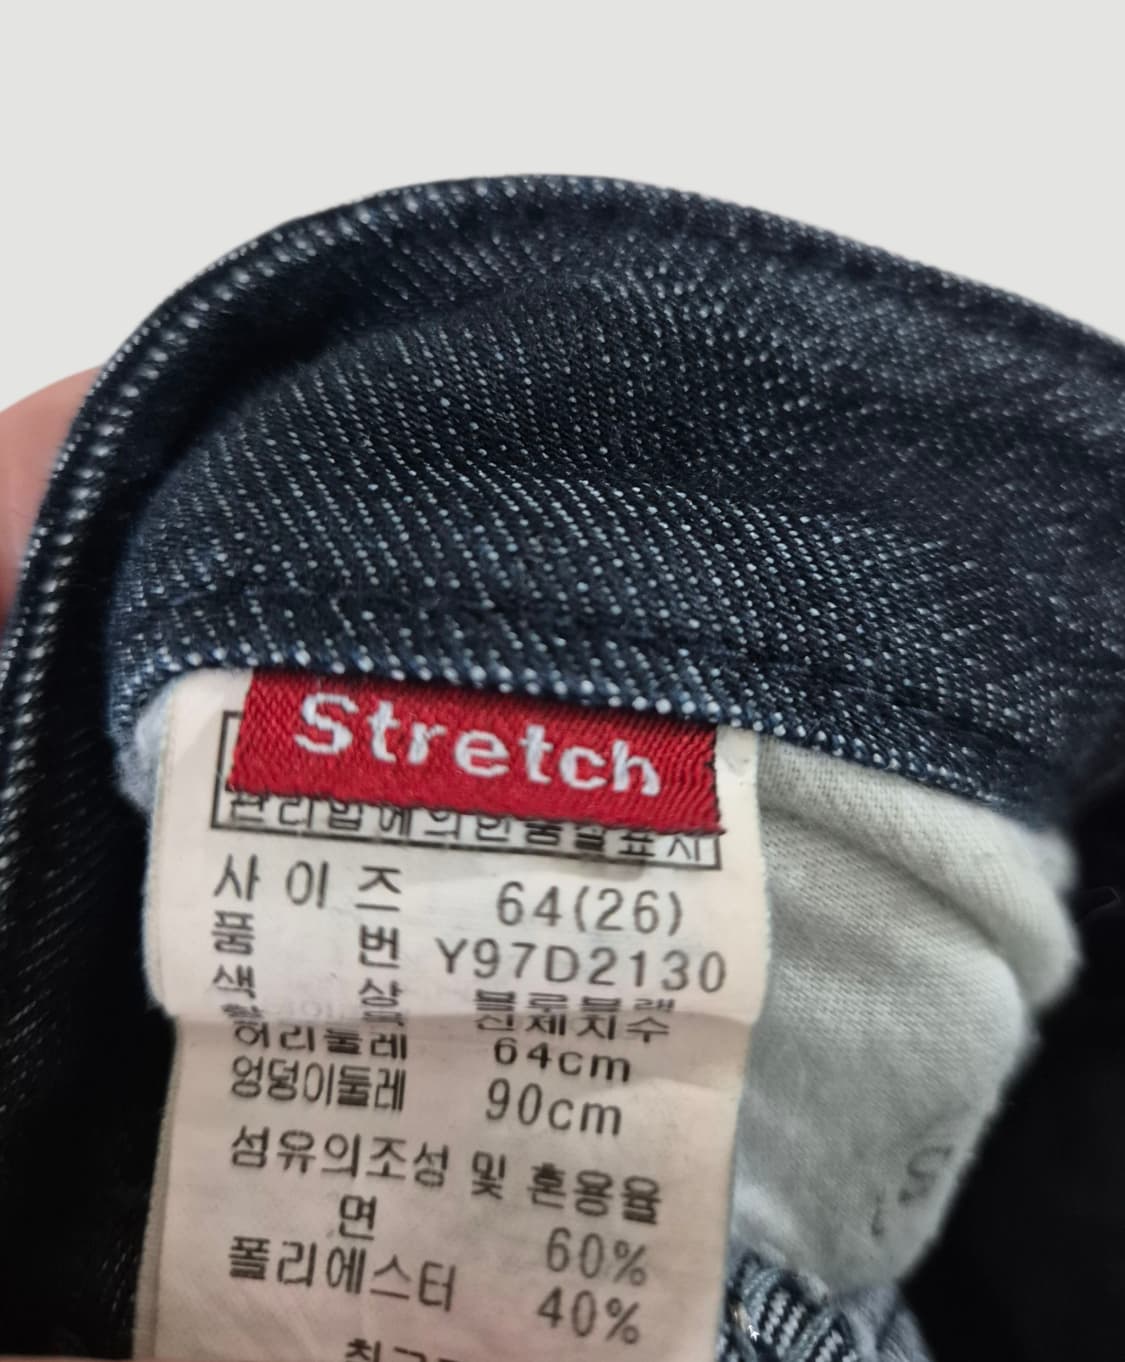 Stretch
사 이 즈 64(26)
품 번 Y97D2130
색 상 블루블랙
신체치수
허리둘레 64cm
엉덩이둘레 90cm
섬유의조성 및 혼용율
면 60%
폴리에스터 40%